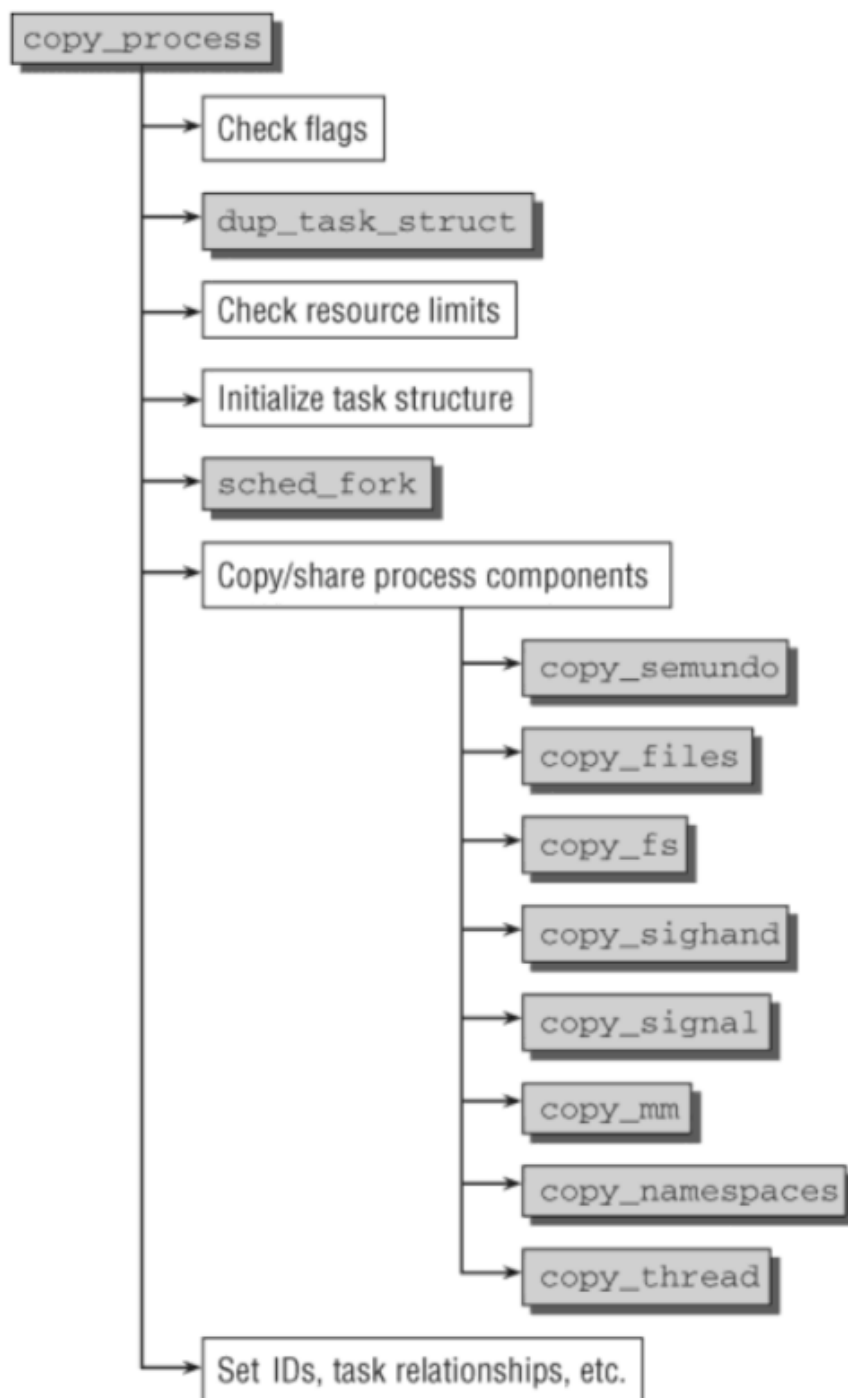 copy_process
Check flags
dup_task_struct
Check resource limits
Initialize task structure
sched_fork
Copy/share process components
copy_semundo
copy_files
copy_fs
copy_sighand
copy_signal
copy_mm
copy_namespaces
copy_thread
Set IDs, task relationships, etc.